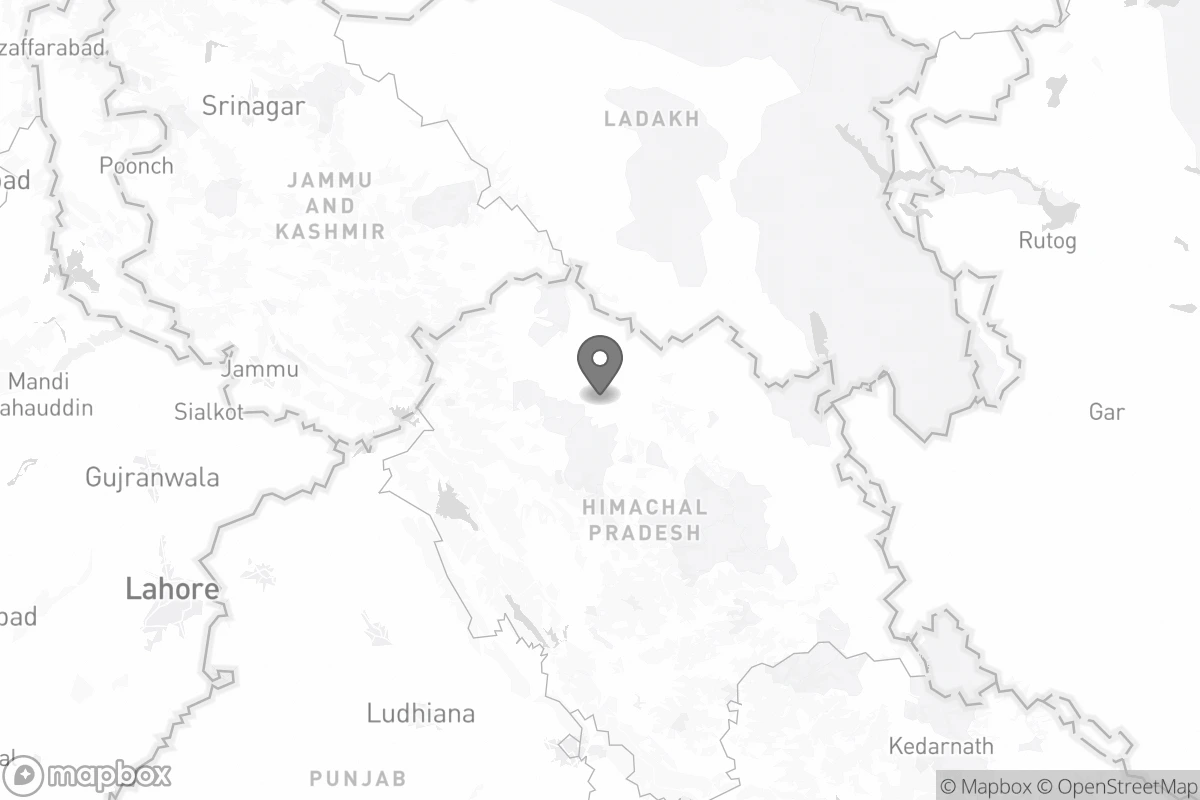 zaffarabad
Srinagar
LADAKH
Poonch
JAMMU
AND
KASHMIR
bad
Rutog
Jammu
Mandi
ahauddin
Sialkot
Gar
Gujranwala
HIMACHAL
PRADESH
Lahore
bad
Ludhiana
Kedarnath
al
PUNJAB
mapbox
© Mapbox © OpenStreetMap